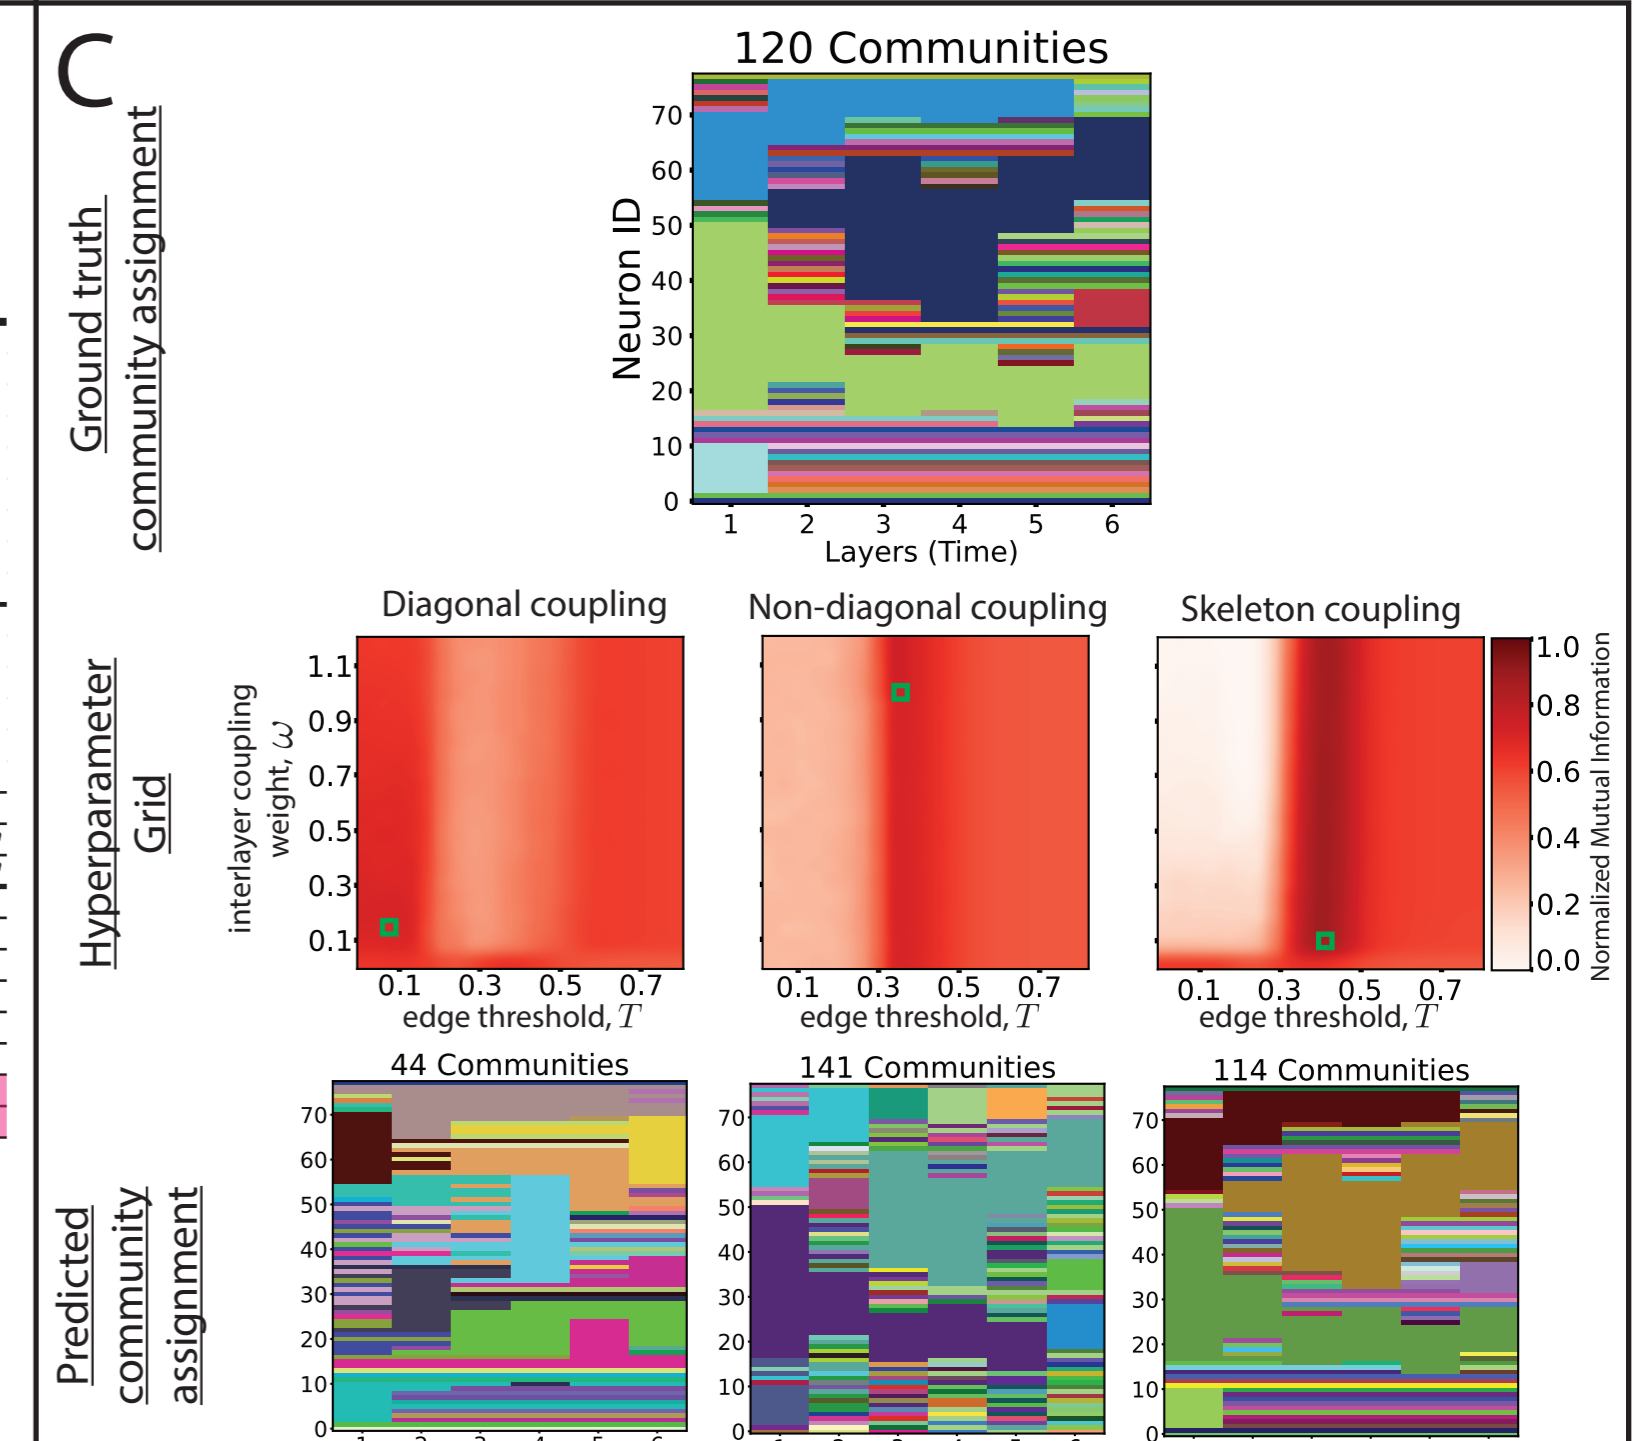 C
120 Communities
Ground truth
community assignment
Neuron ID
70
60
50
40
30
20
10
0
1 2 3 4 5 6
Layers (Time)
Diagonal coupling
Non-diagonal coupling
Skeleton coupling
Hyperparameter
Grid
interlayer coupling
weight, ω
1.1
0.9
0.7
0.5
0.3
0.1
0.1 0.3 0.5 0.7
edge threshold, T
0.1 0.3 0.5 0.7
edge threshold, T
0.1 0.3 0.5 0.7
edge threshold, T
1.0
0.8
0.6
0.4
0.2
0.0
Normalized Mutual Information
Predicted
community
assignment
44 Communities
70
60
50
40
30
20
10
0
141 Communities
70
60
50
40
30
20
10
0
114 Communities
70
60
50
40
30
20
10
0